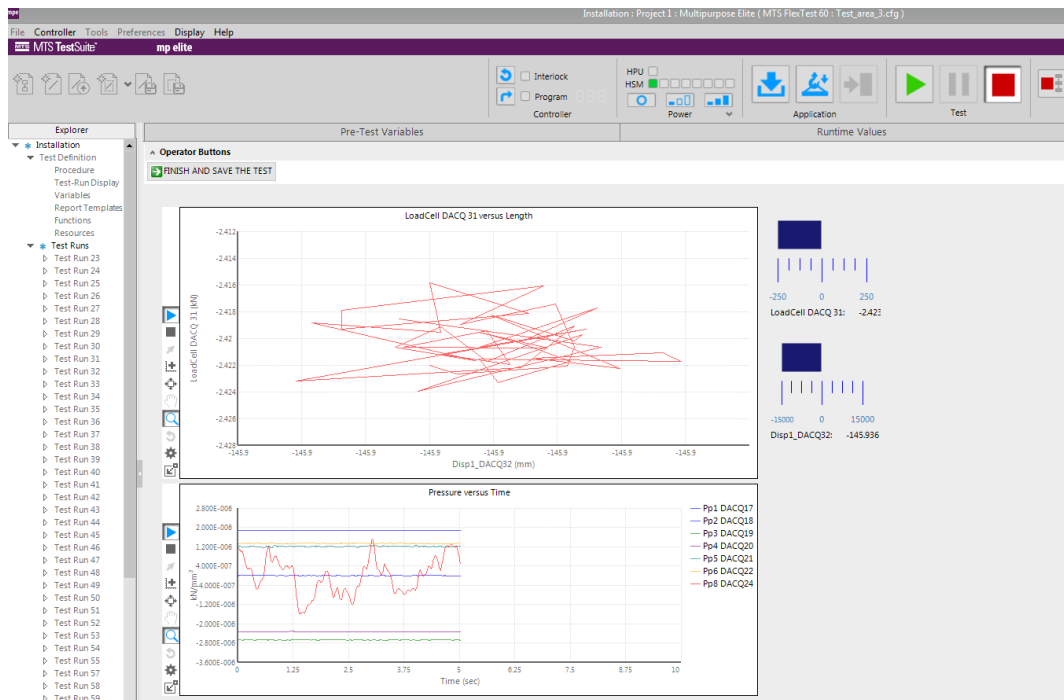 mpe
Installation : Project 1 : Multipurpose Elite ( MTS FlexTest 60 : Test_area_3.cfg )
File Controller Tools Preferences Display Help
MTS TestSuite mp elite
Interlock
Program
Controller
HPU
HSM
Power
Application
Test
Explorer
Installation
Test Definition
Procedure
Test-Run Display
Variables
Report Templates
Functions
Resources
Test Runs
Test Run 23
Test Run 24
Test Run 25
Test Run 26
Test Run 27
Test Run 28
Test Run 29
Test Run 30
Test Run 31
Test Run 32
Test Run 33
Test Run 34
Test Run 35
Test Run 36
Test Run 37
Test Run 38
Test Run 39
Test Run 40
Test Run 41
Test Run 42
Test Run 43
Test Run 44
Test Run 45
Test Run 46
Test Run 47
Test Run 48
Test Run 49
Test Run 50
Test Run 51
Test Run 52
Test Run 53
Test Run 54
Test Run 55
Test Run 57
Test Run 58
Test Run 59
Pre-Test Variables
Runtime Values
Operator Buttons
FINISH AND SAVE THE TEST
LoadCell DACQ 31 versus Length
LoadCell DACQ 31 (kN)
-2.412
-2.414
-2.416
-2.418
-2.42
-2.422
-2.424
-2.426
-2.428
-145.9 -145.9 -145.9 -145.9 -145.9 -145.9 -145.9 -145.9
Disp1_DACQ32 (mm)
-250 0 250
LoadCell DACQ 31: -2.423
-15000 0 15000
Disp1_DACQ32: -145.936
Pressure versus Time
kN/mm²
2.800E-006
2.000E-006
1.200E-006
4.000E-007
-4.000E-007
-1.200E-006
-2.000E-006
-2.800E-006
-3.600E-006
0 1.25 2.5 3.75 5 6.25 7.5 8.75 10
Time (sec)
Pp1 DACQ17
Pp2 DACQ18
Pp3 DACQ19
Pp4 DACQ20
Pp5 DACQ21
Pp6 DACQ22
Pp8 DACQ24